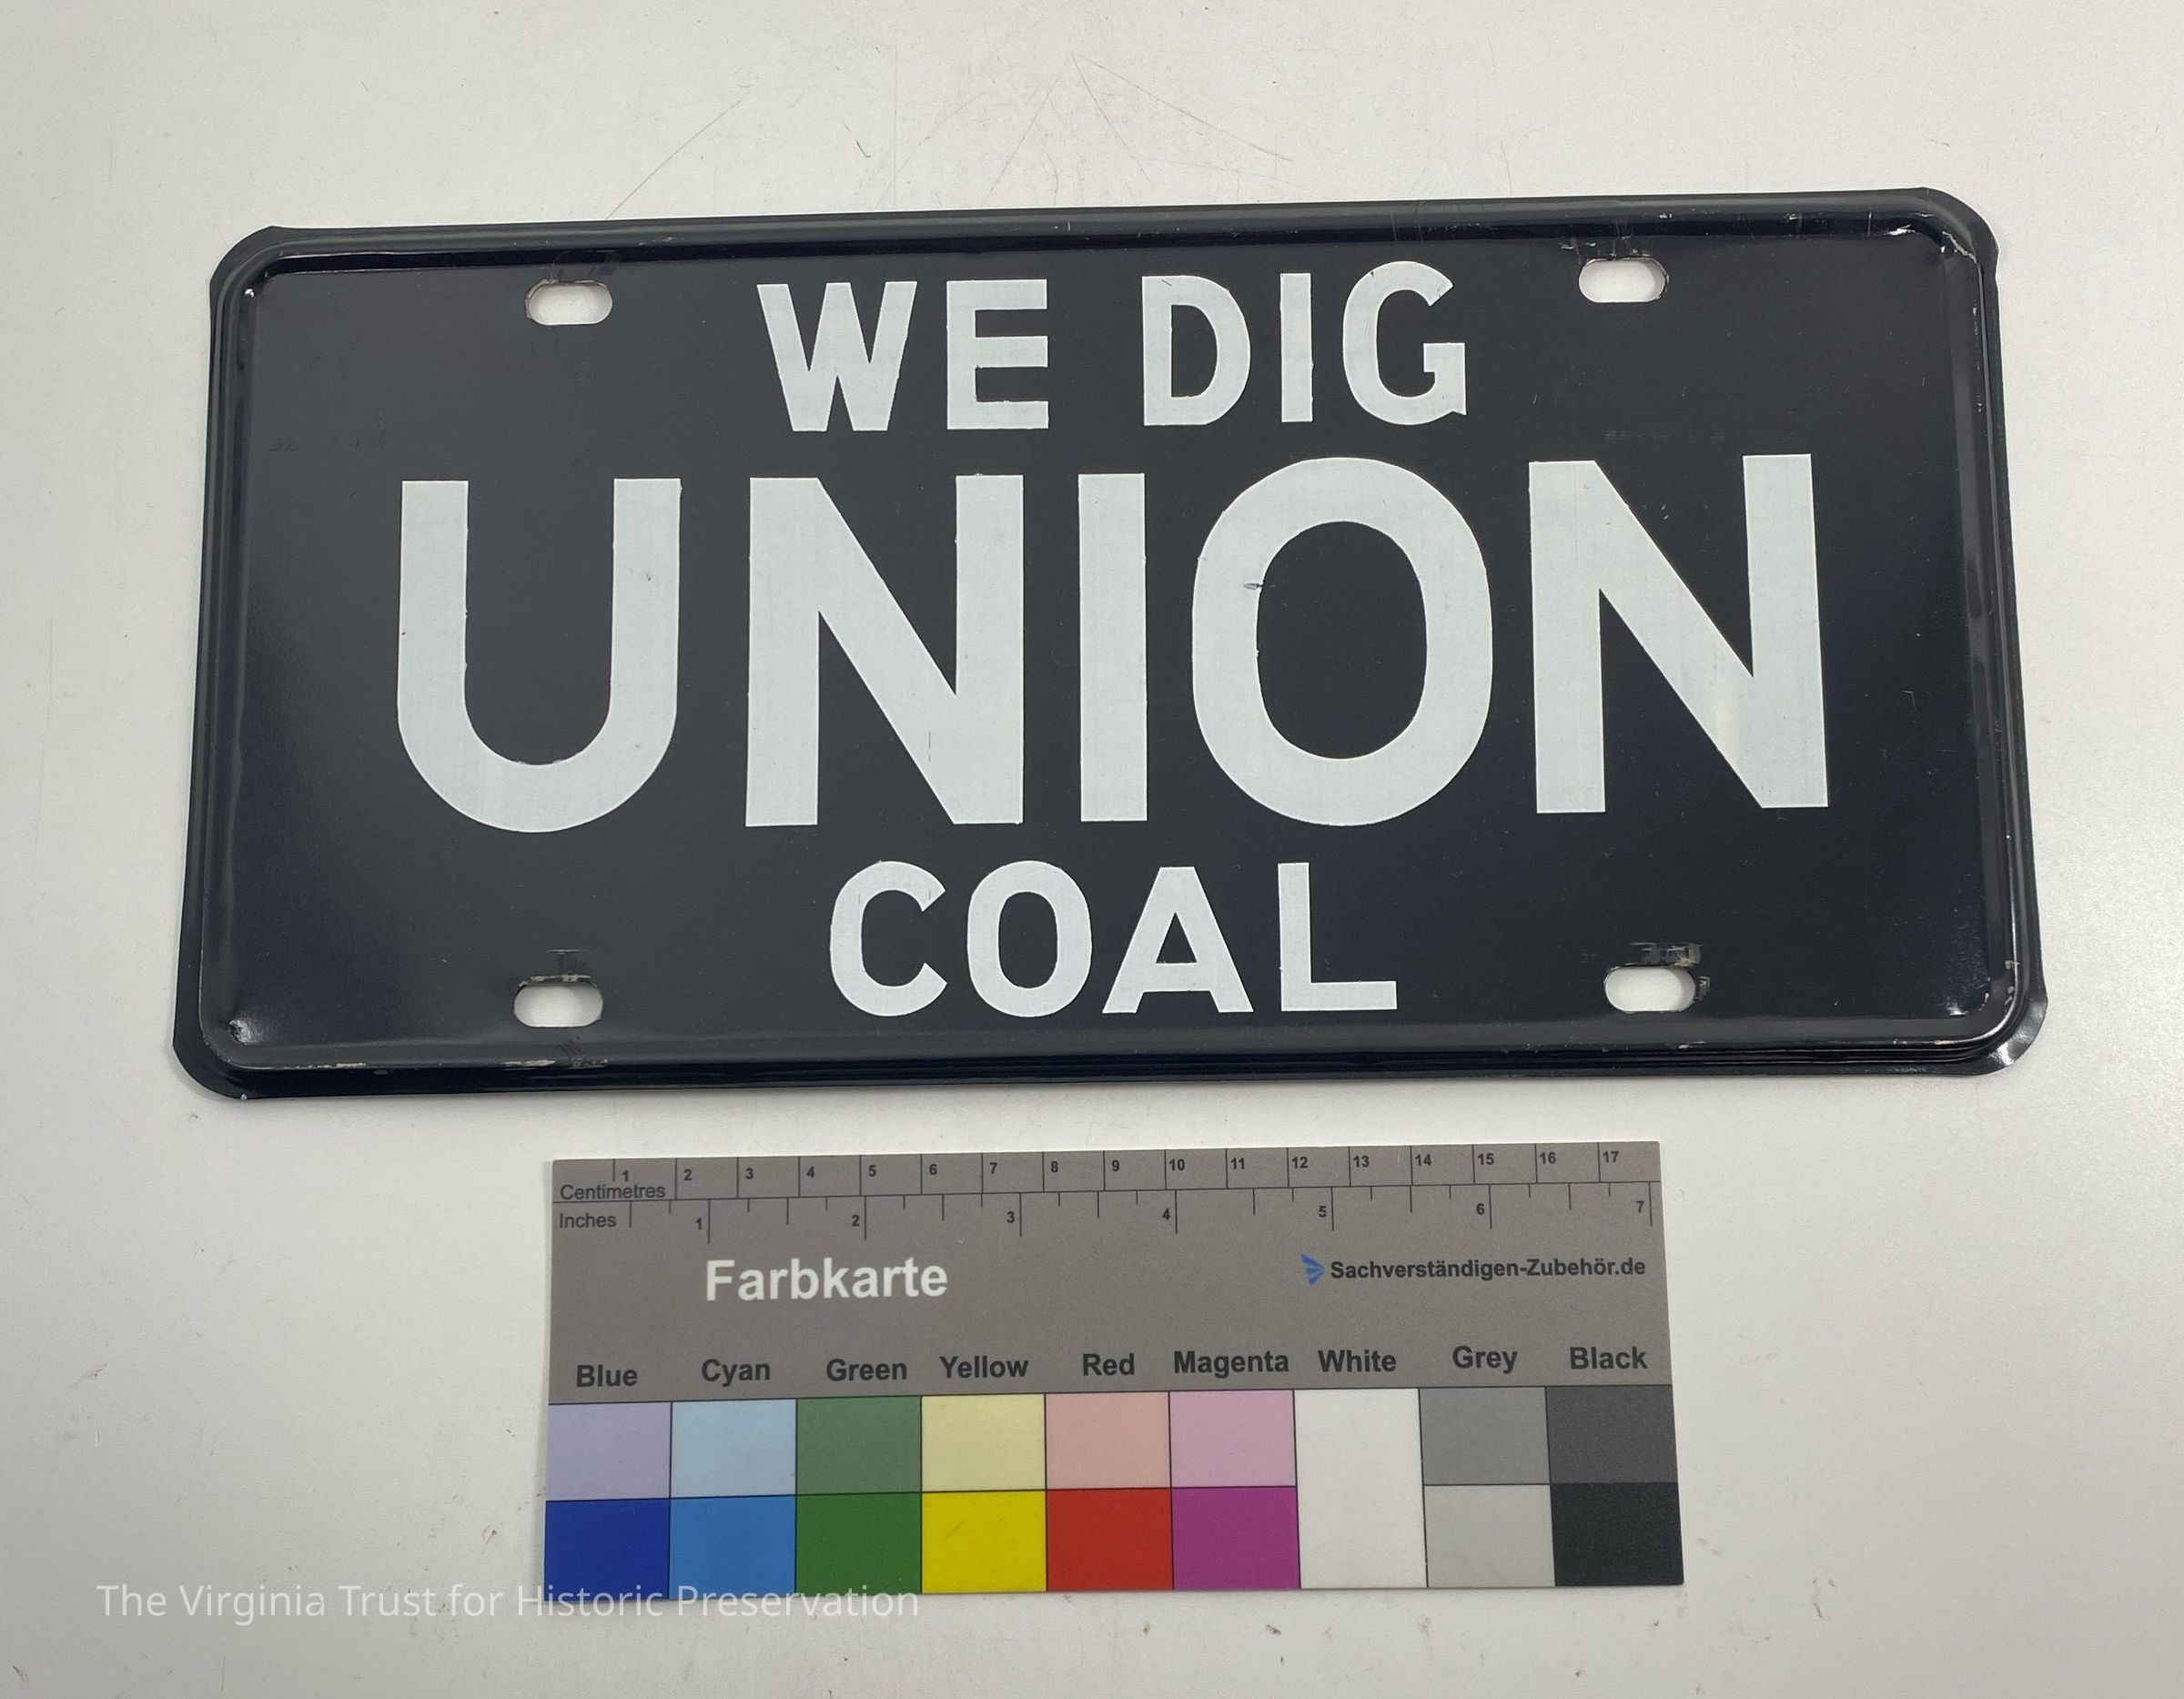 WE DIG
UNION
COAL
1 2 3 4 5 6 7 8 9 10 11 12 13 14 15 16 17
Centimetres
Inches 1 2 3 4 5 6 7
Farbkarte
Sachverständigen-Zubehör.de
Blue Cyan Green Yellow Red Magenta White Grey Black
The Virginia Trust for Historic Preservation